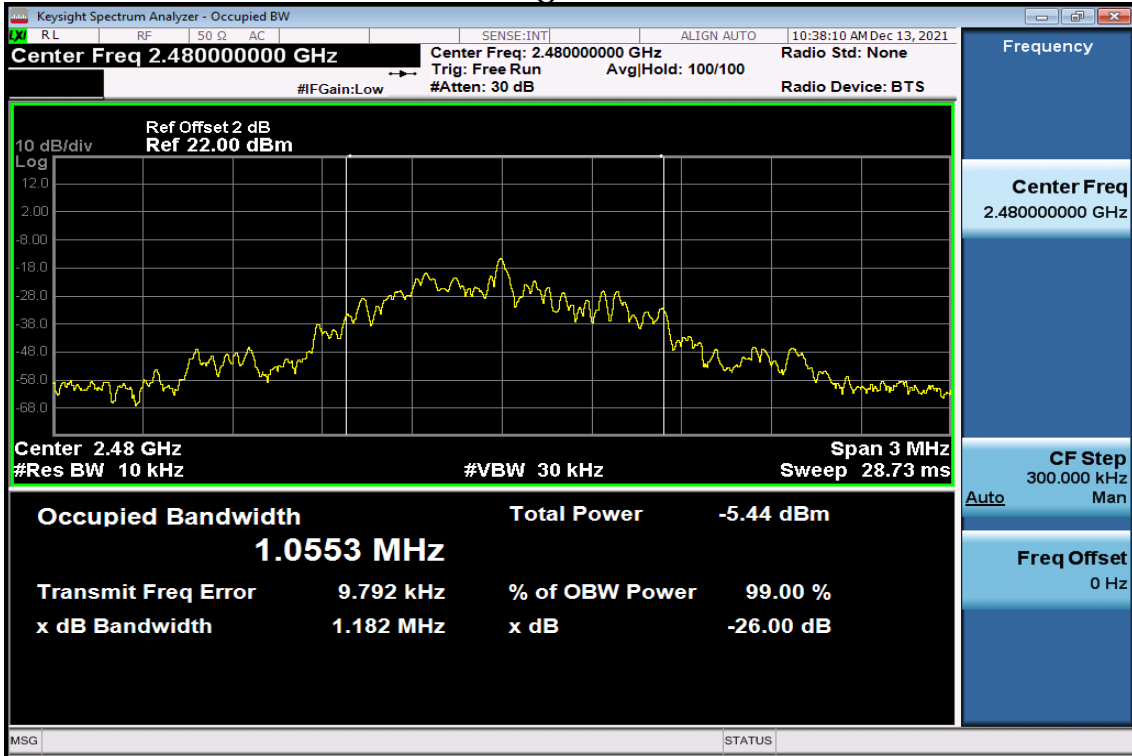 Keysight Spectrum Analyzer - Occupied BW
LXI RL RF 50 Ω AC SENSE:INT ALIGN AUTO 10:38:10 AM Dec 13, 2021
Center Freq 2.480000000 GHz
#IFGain:Low
Center Freq: 2.480000000 GHz
Trig: Free Run Avg|Hold: 100/100
#Atten: 30 dB
Radio Std: None
Radio Device: BTS
Ref Offset 2 dB
10 dB/div Ref 22.00 dBm
Log
12.0
2.00
-8.00
-18.0
-28.0
-38.0
-48.0
-58.0
-68.0
Center 2.48 GHz Span 3 MHz
#Res BW 10 kHz #VBW 30 kHz Sweep 28.73 ms
Occupied Bandwidth Total Power -5.44 dBm
1.0553 MHz
Transmit Freq Error 9.792 kHz % of OBW Power 99.00 %
x dB Bandwidth 1.182 MHz x dB -26.00 dB
Frequency
Center Freq
2.480000000 GHz
CF Step
300.000 kHz
Auto Man
Freq Offset
0 Hz
MSG STATUS